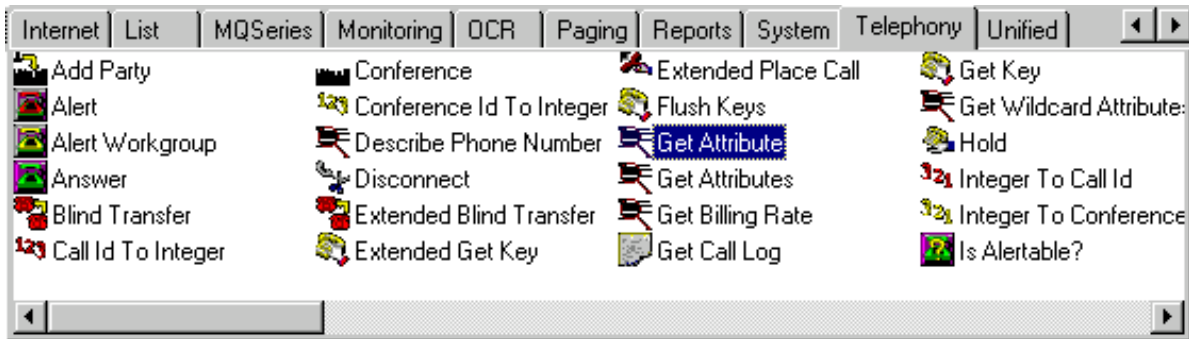 Internet List MQSeries Monitoring OCR Paging Reports System Telephony Unified
Add Party Conference Extended Place Call Get Key
Alert Conference Id To Integer Flush Keys Get Wildcard Attribute
Alert Workgroup Describe Phone Number Get Attribute Hold
Answer Disconnect Get Attributes Integer To Call Id
Blind Transfer Extended Blind Transfer Get Billing Rate Integer To Conference
Call Id To Integer Extended Get Key Get Call Log Is Alertable?